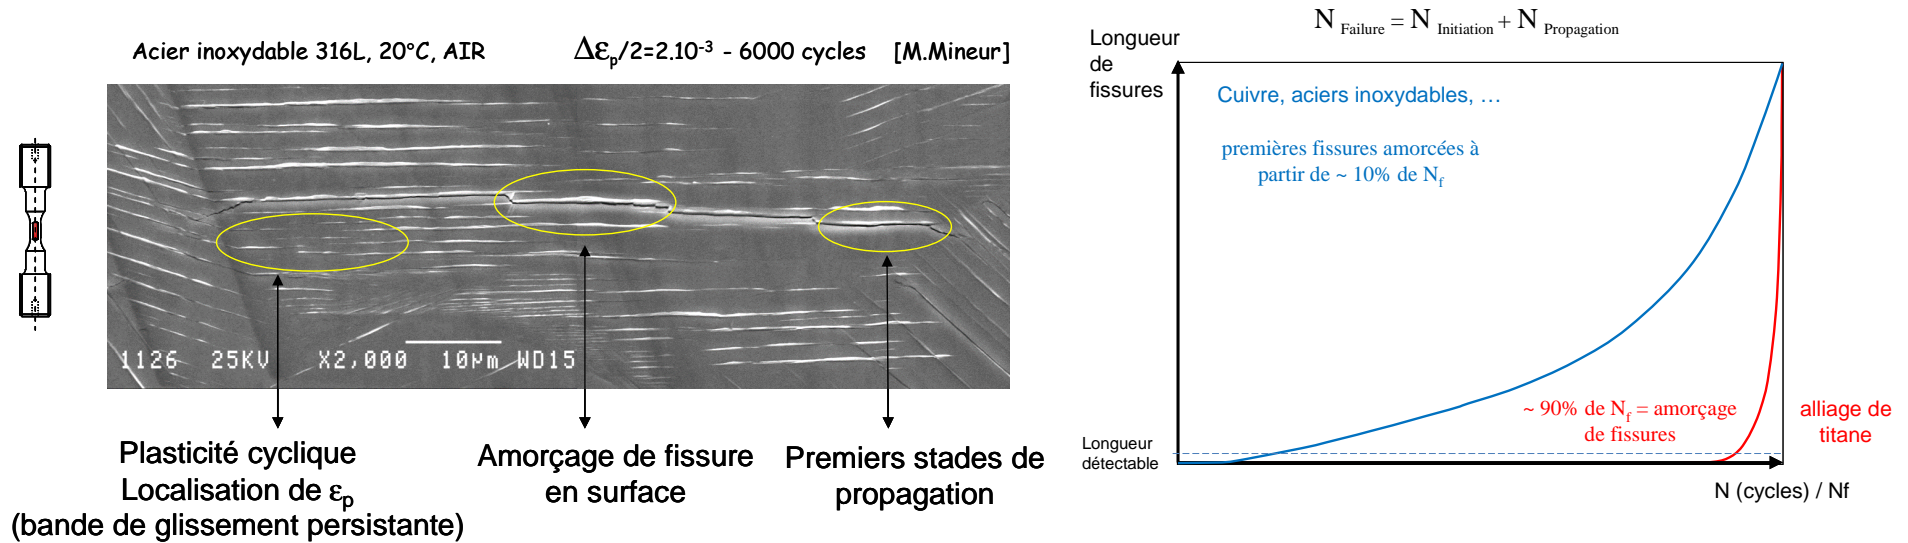 Acier inoxydable 316L, 20°C, AIR
Δεp/2=2.10-3 - 6000 cycles [M.Mineur]
1126 25KV X2,000 10µm WD15
Plasticité cyclique
Localisation de εp
(bande de glissement persistante)
Amorçage de fissure
en surface
Premiers stades de
propagation
N Failure = N Initiation + N Propagation
Longueur
de
fissures
Cuivre, aciers inoxydables, …
premières fissures amorcées à
partir de ~ 10% de Nf
~ 90% de Nf = amorçage
de fissures
alliage de
titane
Longueur
détectable
N (cycles) / Nf